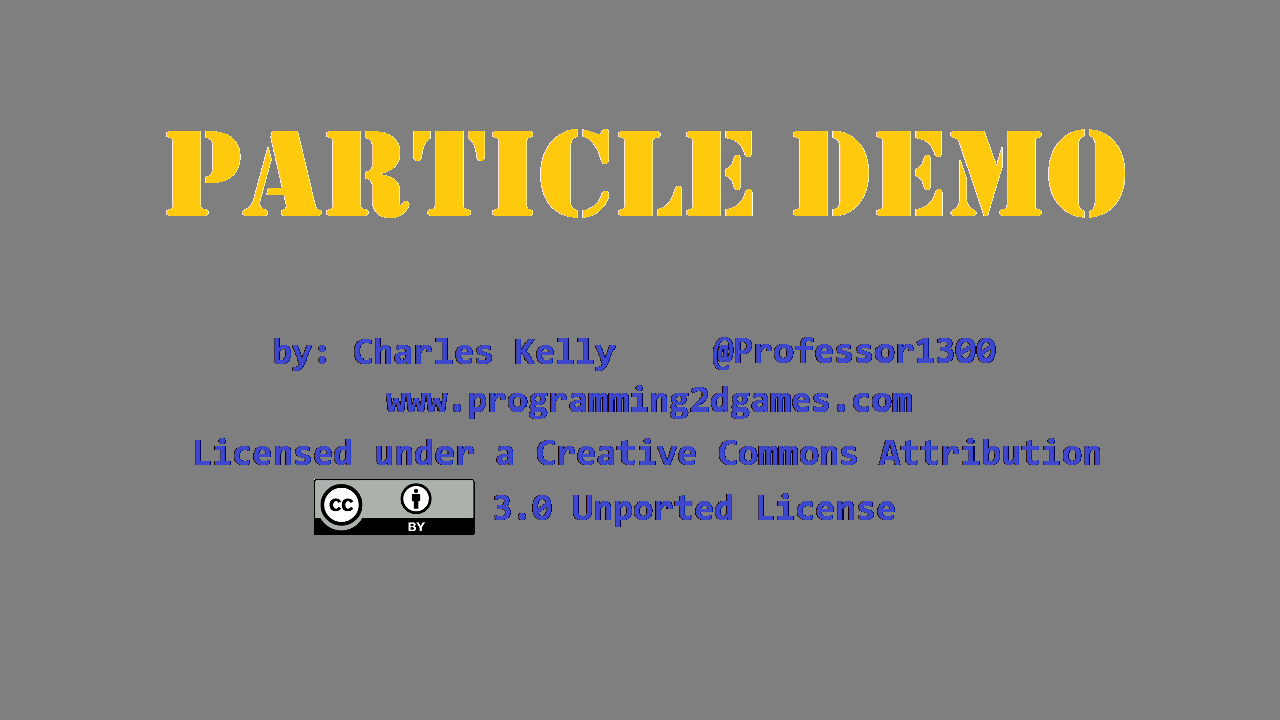 PARTICLE DEMO
by: Charles Kelly @Professor1300
www.programming2dgames.com
Licensed under a Creative Commons Attribution
CC BY 3.0 Unported License